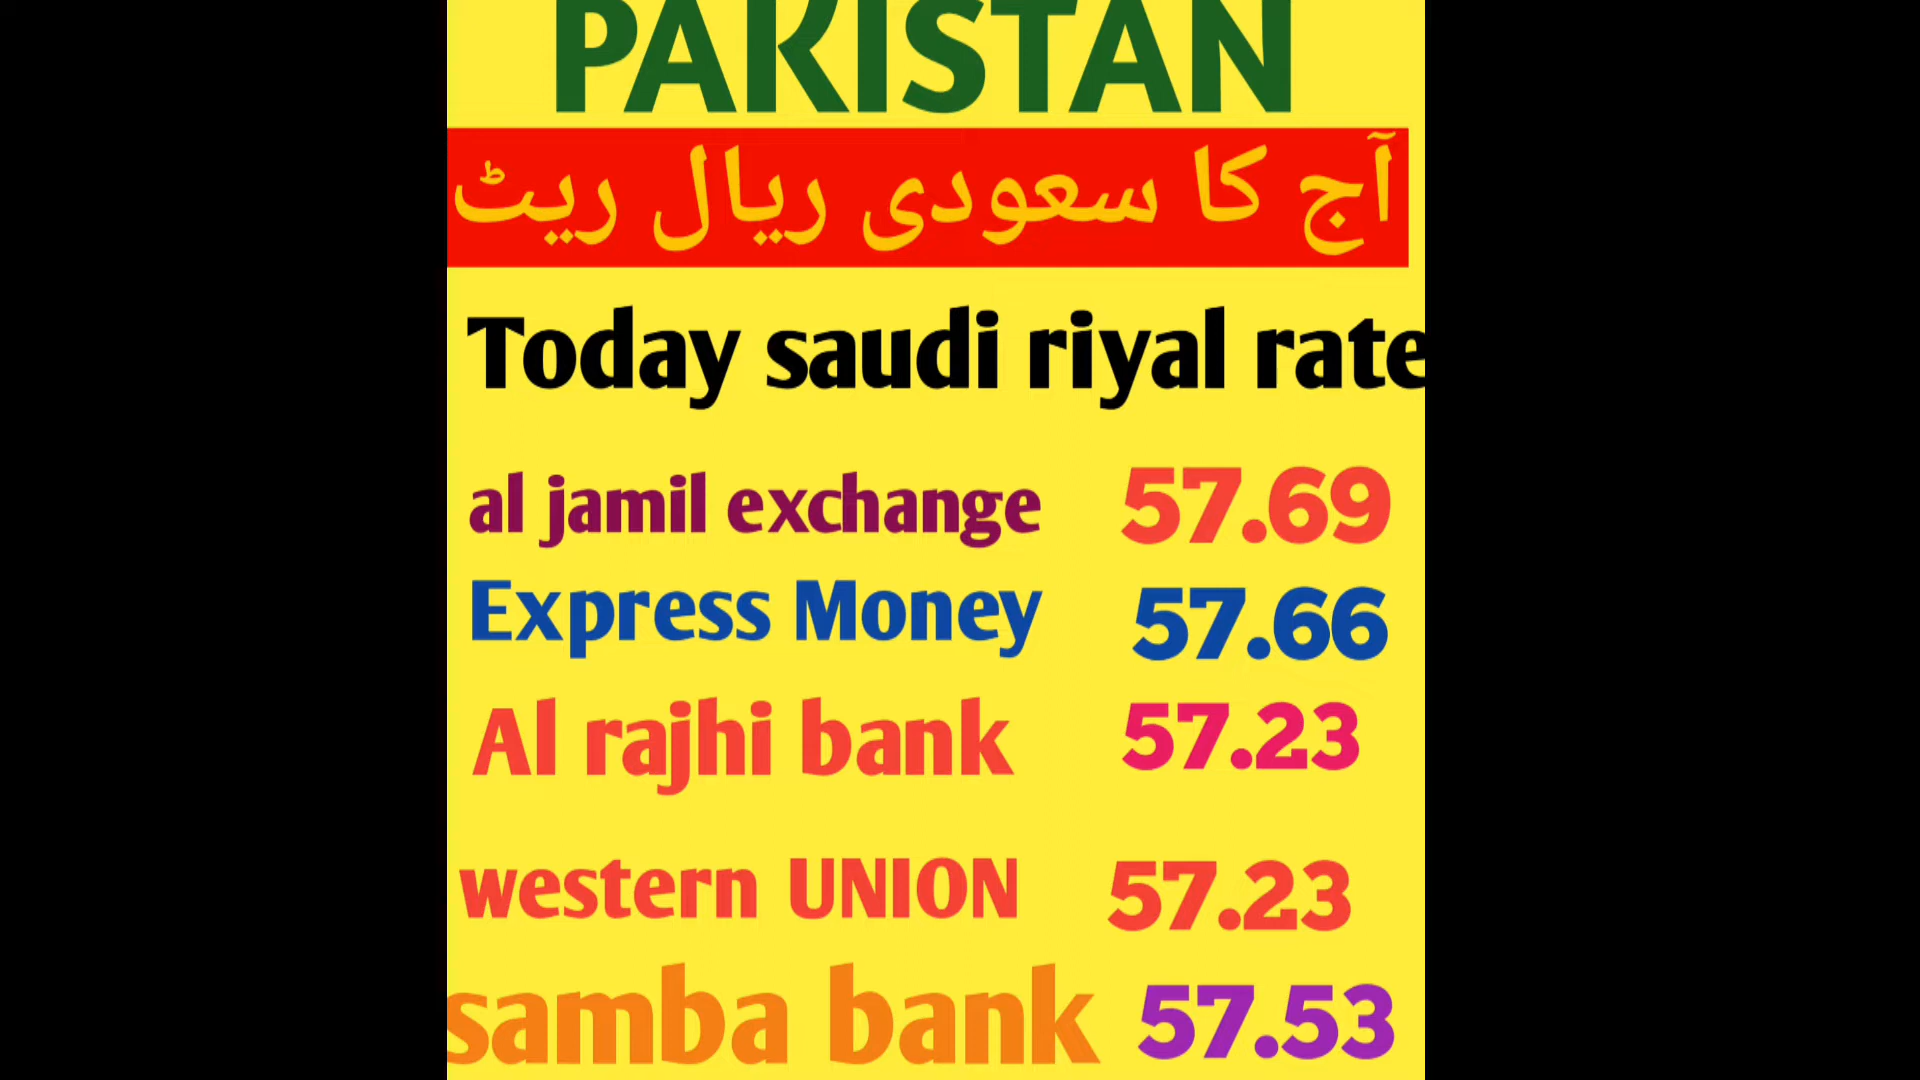 PAKISTAN
آج کا سعودی ریال ریٹ
Today saudi riyal rate
al jamil exchange 57.69
Express Money 57.66
Al rajhi bank 57.23
western UNION 57.23
samba bank 57.53